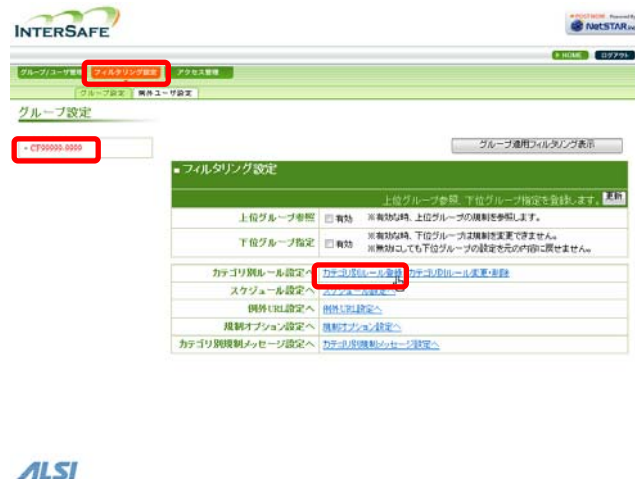 INTERSAFE
POSTNOW Powered By
NetSTAR Inc
HOME ログアウト
グループ/ユーザ管理 フィルタリング設定 アクセス管理
グループ設定 例外ユーザ設定
グループ設定
CF00000-0000
グループ適用フィルタリング表示
フィルタリング設定
上位グループ参照、下位グループ指定を登録します。 更新
上位グループ参照 有効 ※有効な時、上位グループの規制を参照します。
下位グループ指定 有効 ※有効な時、下位グループは規制を変更できません。
※無効にしても下位グループの設定を元の内容に戻せません。
カテゴリ別ルール設定へ カテゴリ別ルール登録 カテゴリ別ルール変更・削除
スケジュール設定へ スケジュール設定へ
例外URL設定へ 例外URL設定へ
規制オプション設定へ 規制オプション設定へ
カテゴリ別規制メッセージ設定へ カテゴリ別規制メッセージ設定へ
ALSI